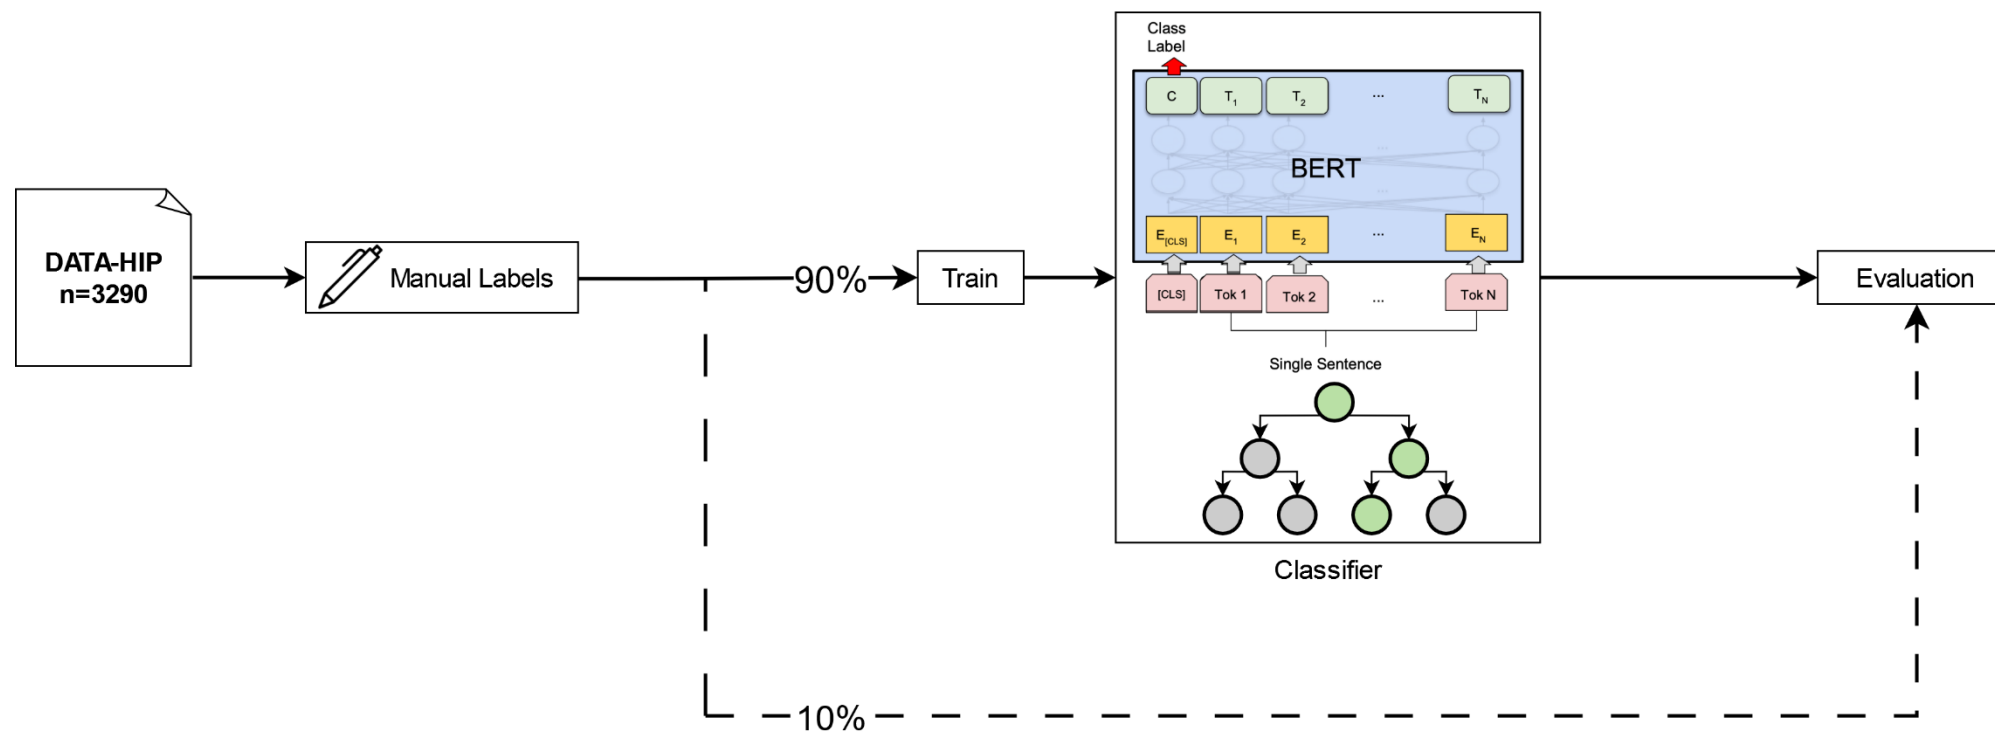 DATA-HIP
n=3290
Manual Labels
90%
Train
Class
Label
C T1 T2 ... TN
...
BERT
...
E[CLS] E1 E2 ... EN
[CLS] Tok 1 Tok 2 ... Tok N
Single Sentence
Classifier
Evaluation
10%